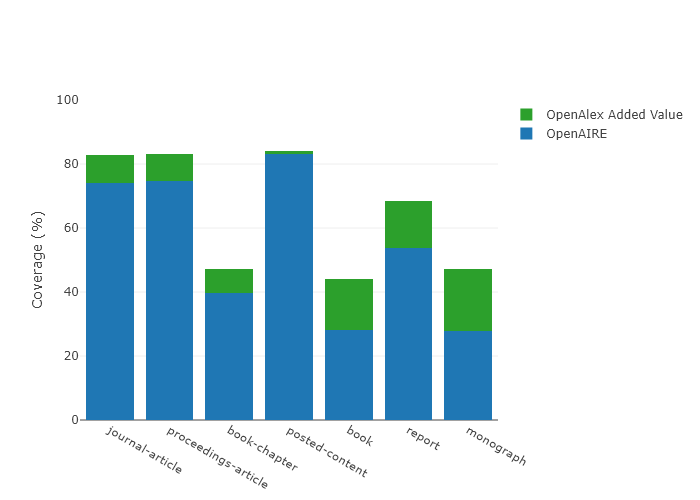 100
80
60
40
20
0
Coverage (%)
journal-article
proceedings-article
book-chapter
posted-content
book
report
monograph
OpenAlex Added Value
OpenAIRE